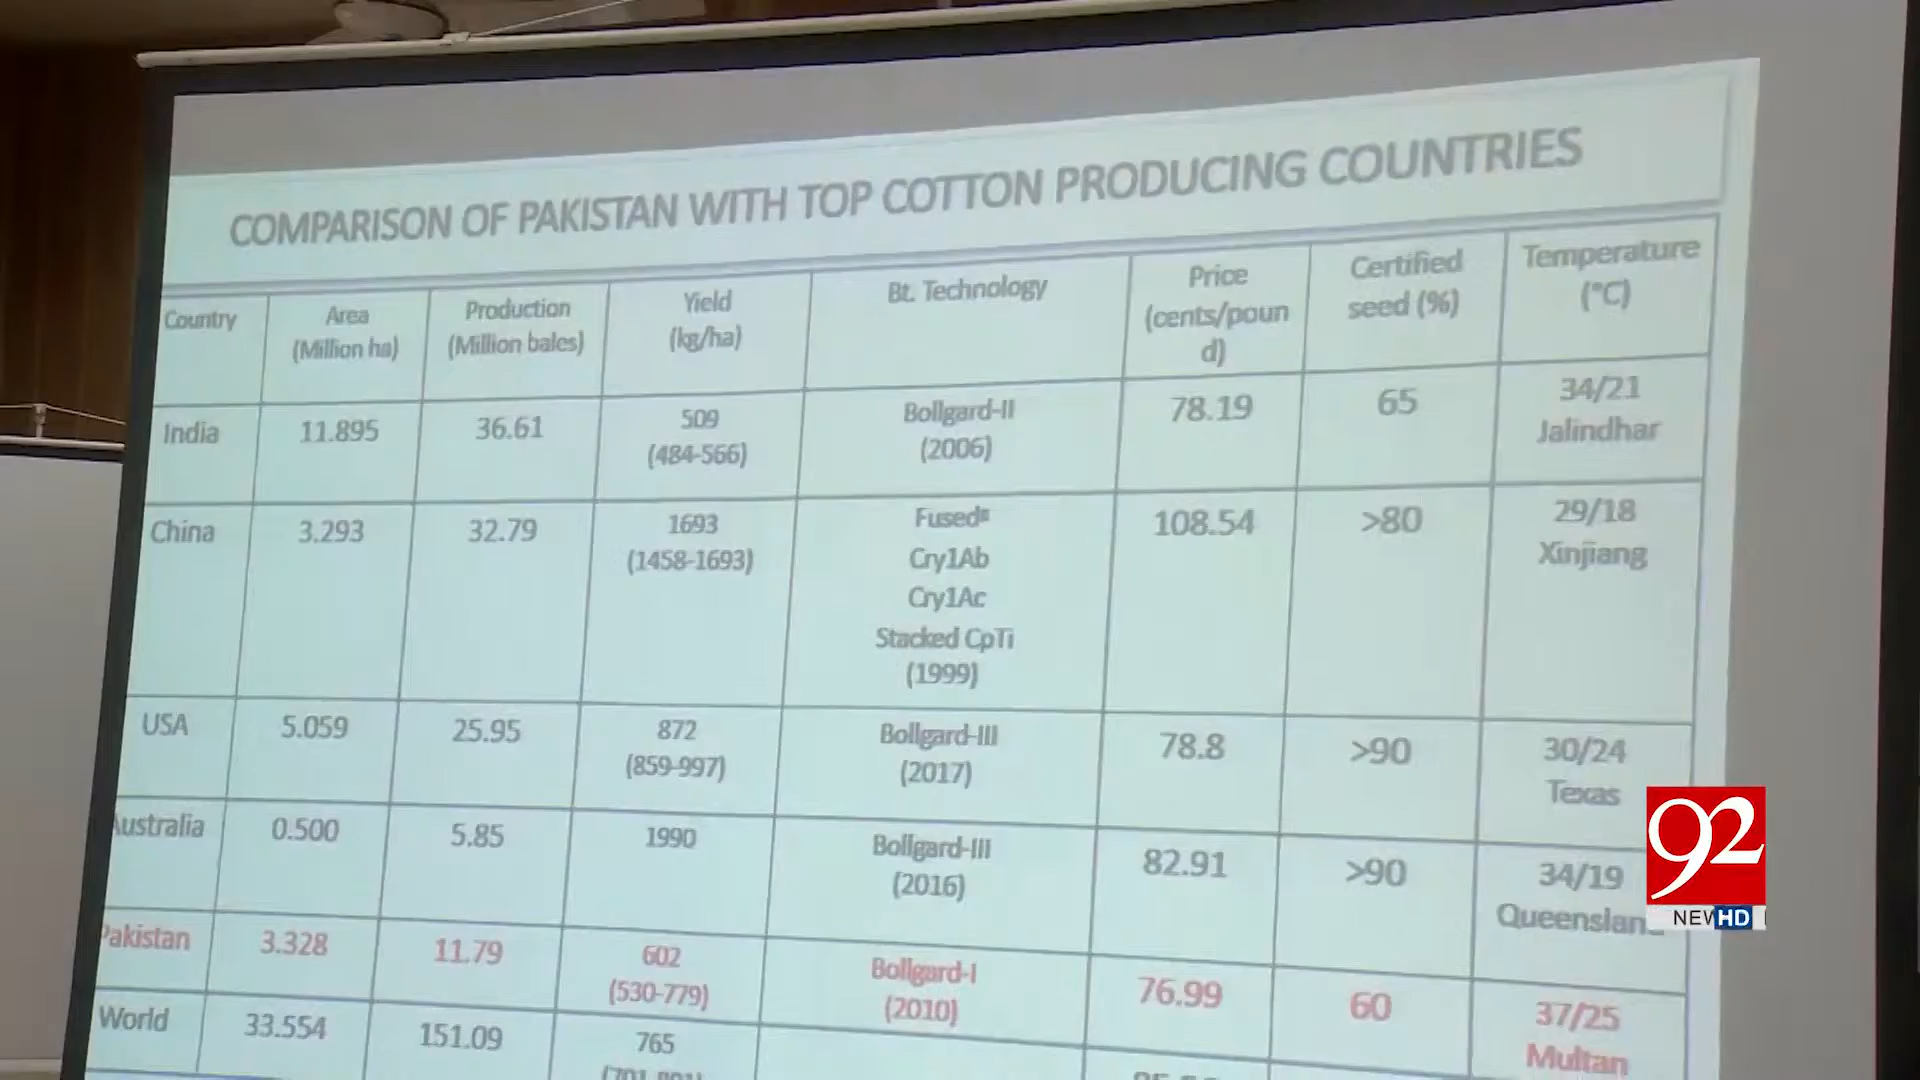 COMPARISON OF PAKISTAN WITH TOP COTTON PRODUCING COUNTRIES
Country Area (Million ha) Production (Million bales) Yield (kg/ha) Bt. Technology Price (cents/poun d) Certified seed (%) Temperature (°C)
India 11.895 36.61 509 (484-566) Bollgard-II (2006) 78.19 65 34/21 Jalindhar
China 3.293 32.79 1693 (1458-1693) Fused Cry1Ab Cry1Ac Stacked CpTi (1999) 108.54 >80 29/18 Xinjiang
USA 5.059 25.95 872 (859-997) Bollgard-III (2017) 78.8 >90 30/24 Texas
Australia 0.500 5.85 1990 Bollgard-III (2016) 82.91 >90 34/19 Queenslan
Pakistan 3.328 11.79 602 (530-779) Bollgard-I (2010) 76.99 60 37/25 Multan
World 33.554 151.09 765
92
NEW HD